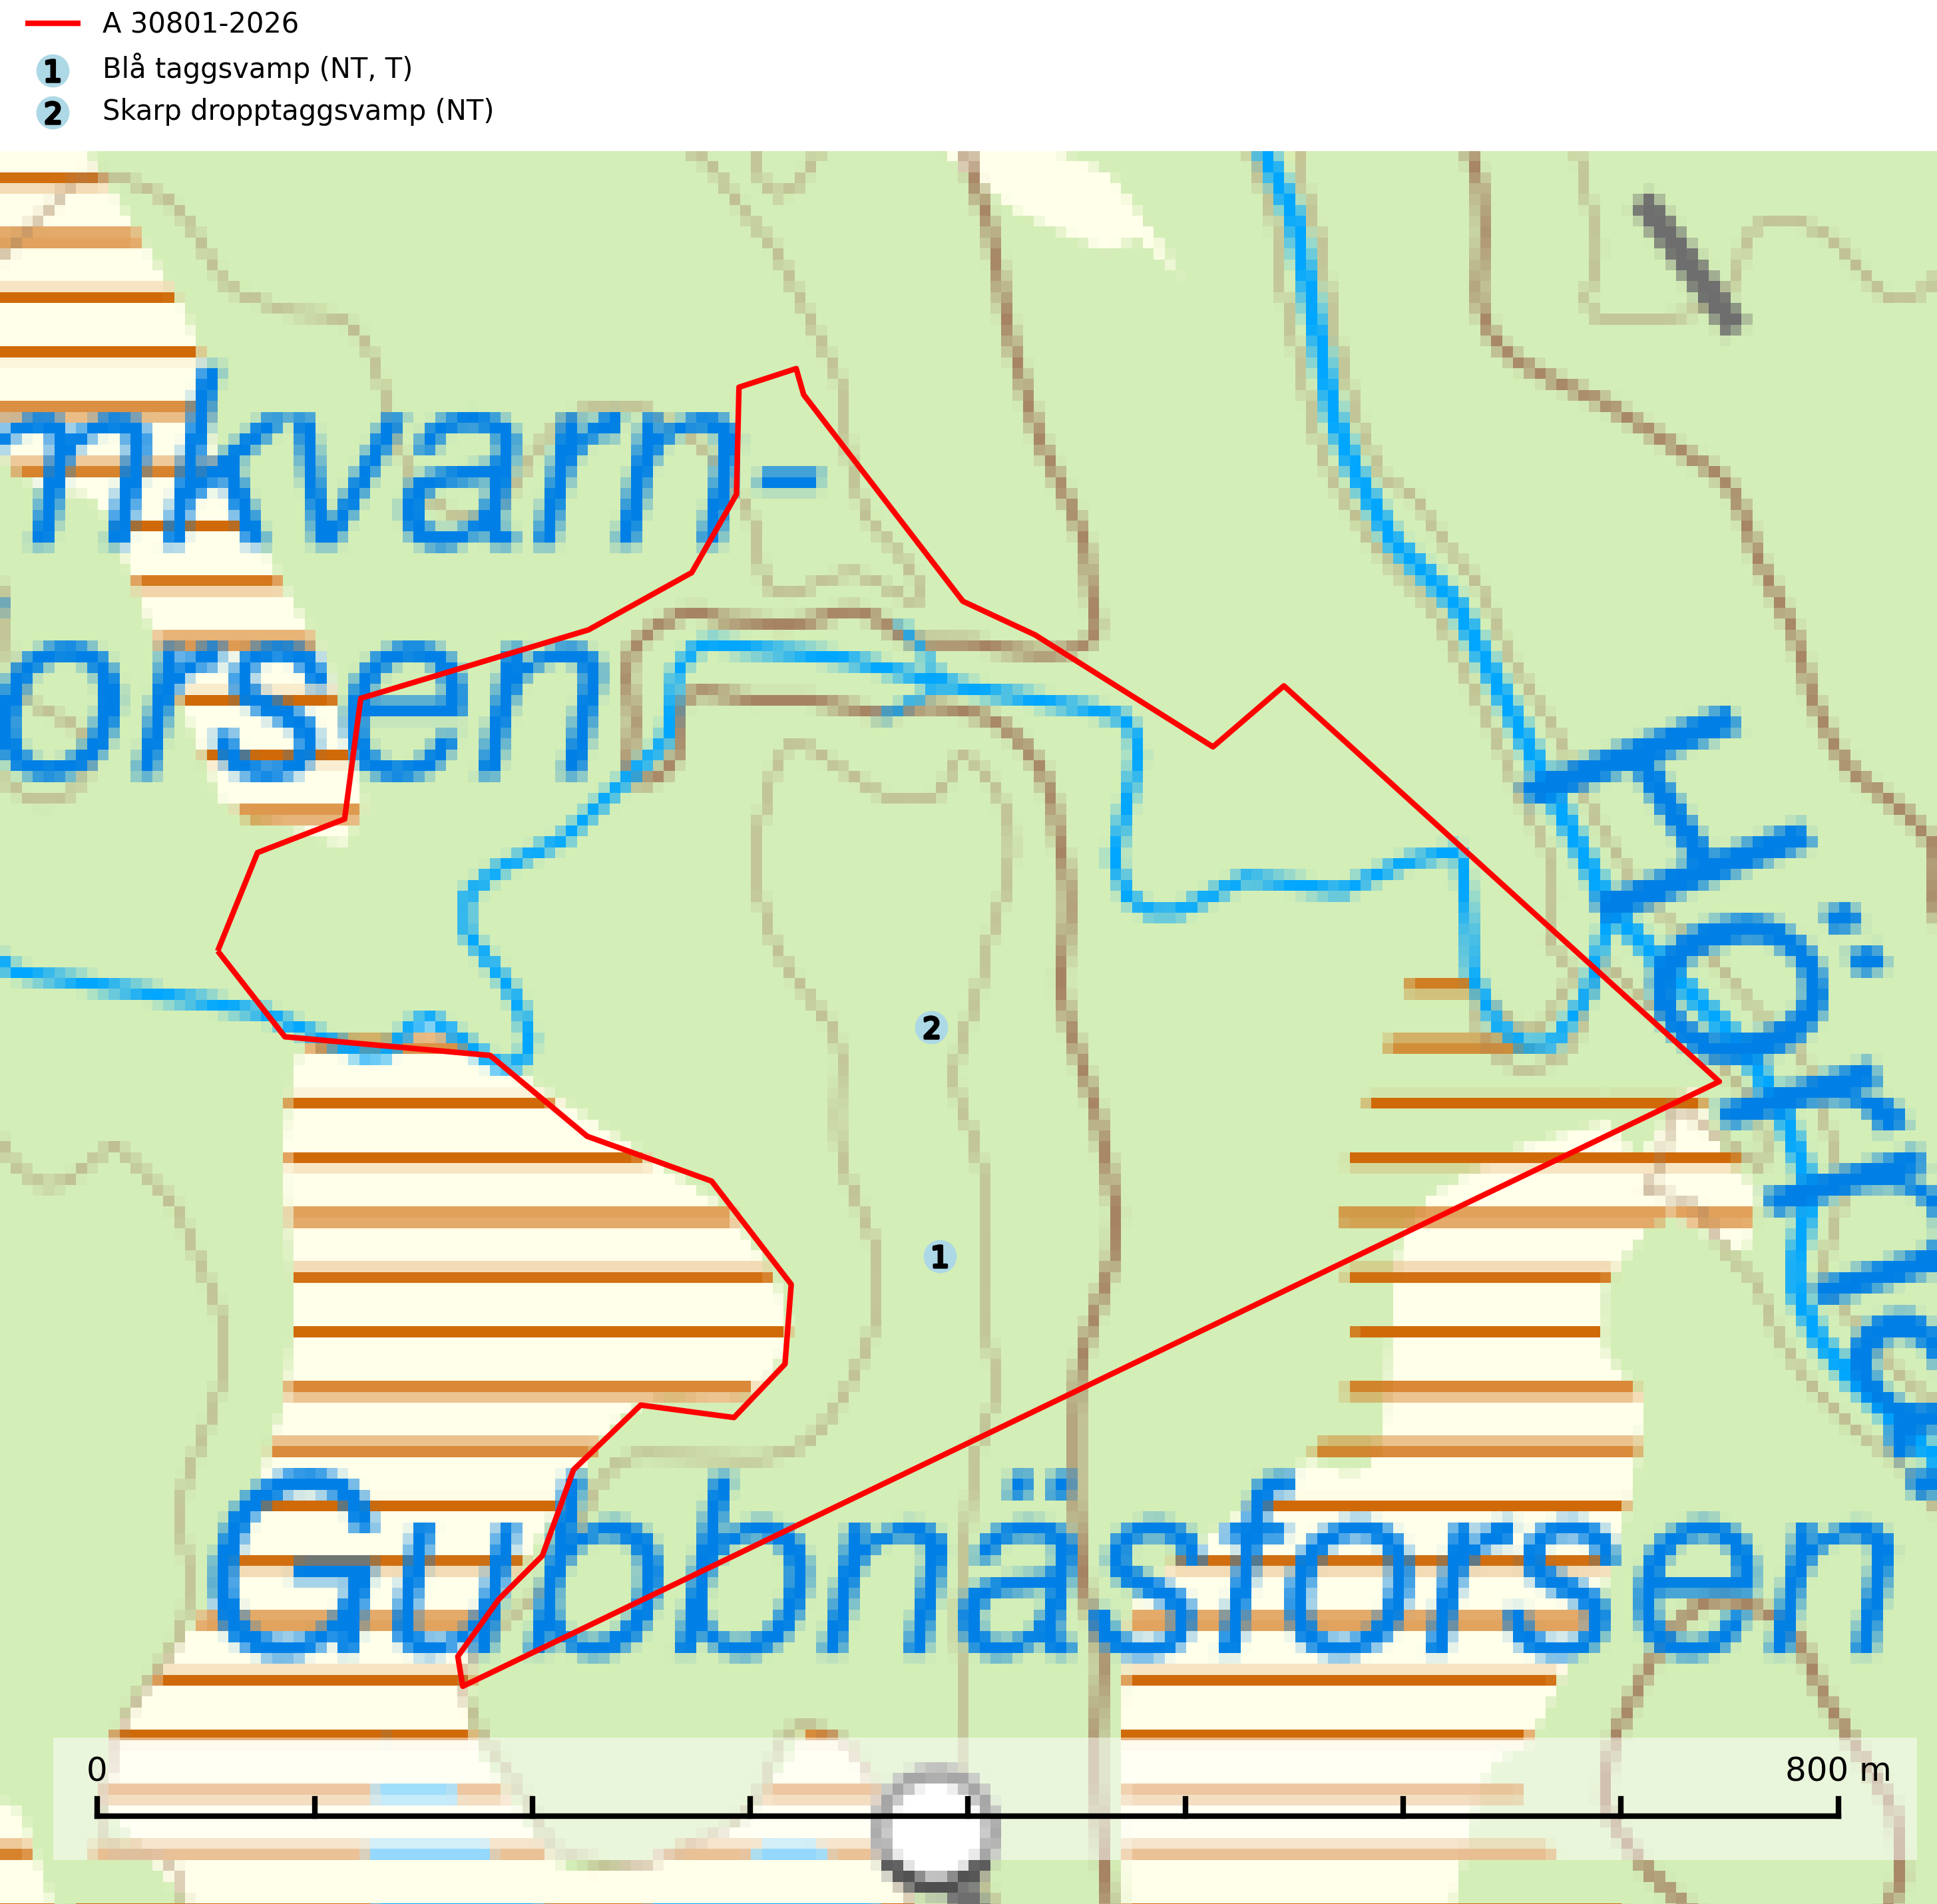 A 30801-2026
1 Blå taggsvamp (NT, T)
2 Skarp dropptaggsvamp (NT)
mkvarn-
orsen
2
1
Gubbnäsforsen
0
800 m